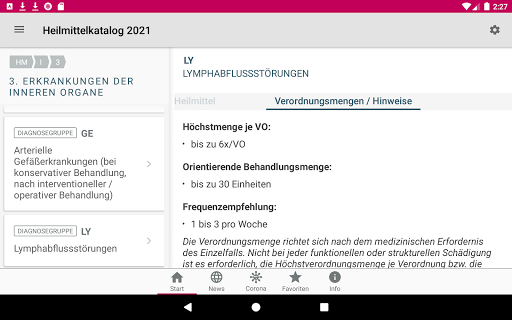 2:27
Heilmittelkatalog 2021
HM I 3
3. ERKRANKUNGEN DER
INNEREN ORGANE
DIAGNOSEGRUPPE GE
Arterielle
Gefäßerkrankungen (bei
konservativer Behandlung,
nach interventioneller /
operativer Behandlung)
DIAGNOSEGRUPPE LY
Lymphabflussstörungen
LY
LYMPHABFLUSSSTÖRUNGEN
Heilmittel Verordnungsmengen / Hinweise
Höchstmenge je VO:
• bis zu 6x/VO
Orientierende Behandlungsmenge:
• bis zu 30 Einheiten
Frequenzempfehlung:
• 1 bis 3 pro Woche
Die Verordnungsmenge richtet sich nach dem medizinischen Erfordernis
des Einzelfalls. Nicht bei jeder funktionellen oder strukturellen Schädigung
ist es erforderlich, die Höchstverordnungsmenge je Verordnung bzw. die
Start News Corona Favoriten Info